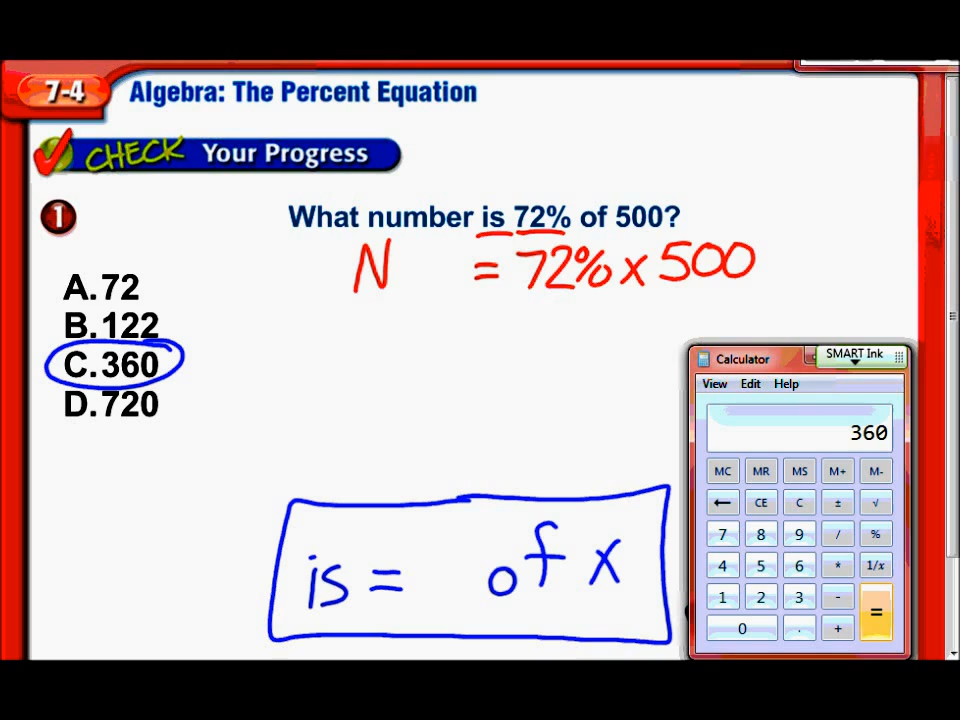 7-4 Algebra: The Percent Equation
CHECK Your Progress
1 What number is 72% of 500?
N = 72% x 500
A. 72
B. 122
C. 360
D. 720
is = of x
Calculator
SMART Ink
View Edit Help
360
MC MR MS M+ M-
← CE C ± √
7 8 9 / %
4 5 6 * 1/x
1 2 3 - =
0 . +